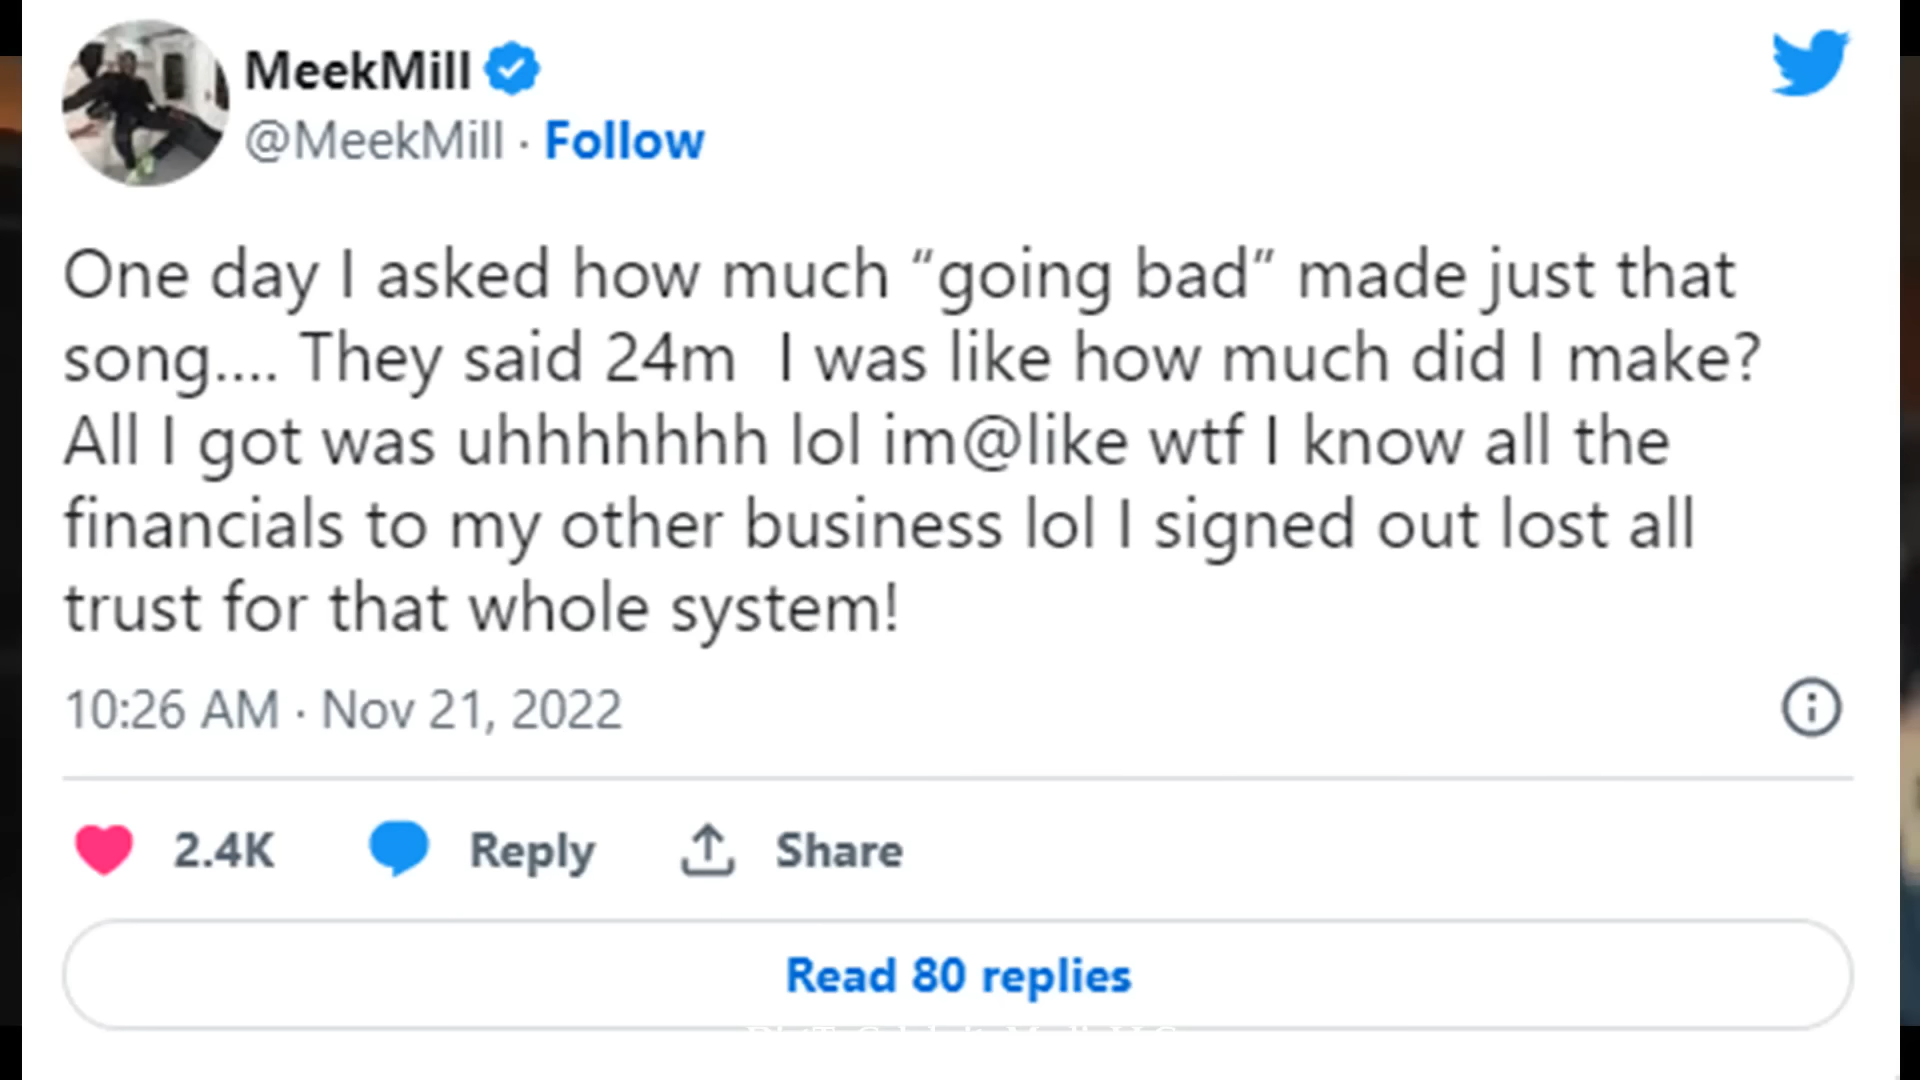 MeekMill
@MeekMill · Follow
One day I asked how much “going bad” made just that
song.... They said 24m  I was like how much did I make?
All I got was uhhhhhhh lol im@like wtf I know all the
financials to my other business lol I signed out lost all
trust for that whole system!
10:26 AM · Nov 21, 2022
2.4K Reply Share
Read 80 replies